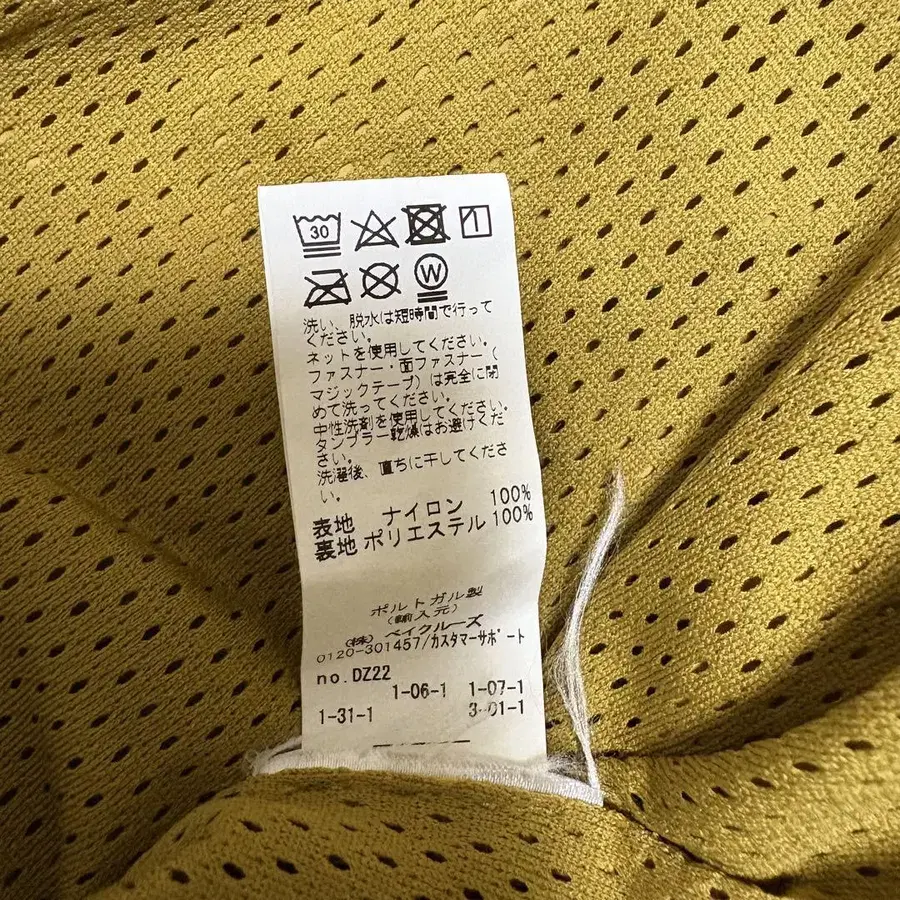 30 1
W
洗い、脱水は短時間で行って
ください。
ネットを使用してください。
ファスナー・面ファスナー(
マジックテープ)は完全に閉
めて洗ってください。
中性洗剤を使用してください。
タンブラー乾燥はお避けくだ
さい。
洗濯後、直ちに干してくださ
い。
表地 ナイロン 100%
裏地 ポリエステル 100%
ポルトガル製
(輸入元)
(株) ベイクルーズ
0120-301457/カスタマーサポート
no.DZ22
1-06-1 1-07-1
1-31-1 3-01-1